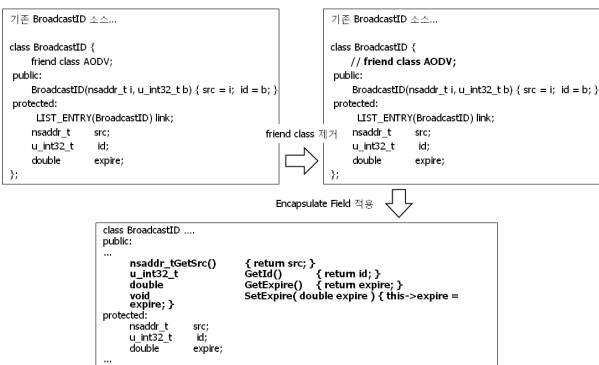 기존 BroadcastID 소스...
class BroadcastID {
friend class AODV;
public:
BroadcastID(nsaddr_t i, u_int32_t b) { src = i; id = b; }
protected:
LIST_ENTRY(BroadcastID) link;
nsaddr_t src;
u_int32_t id;
double expire;
};
friend class 제거
기존 BroadcastID 소스...
class BroadcastID {
// friend class AODV;
public:
BroadcastID(nsaddr_t i, u_int32_t b) { src = i; id = b; }
protected:
LIST_ENTRY(BroadcastID) link;
nsaddr_t src;
u_int32_t id;
double expire;
};
Encapsulate Field 적용
class BroadcastID ....
public:
...
nsaddr_tGetSrc() { return src; }
u_int32_t GetId() { return id; }
double GetExpire() { return expire; }
void SetExpire( double expire ) { this->expire =
expire; }
protected:
nsaddr_t src;
u_int32_t id;
double expire;
...